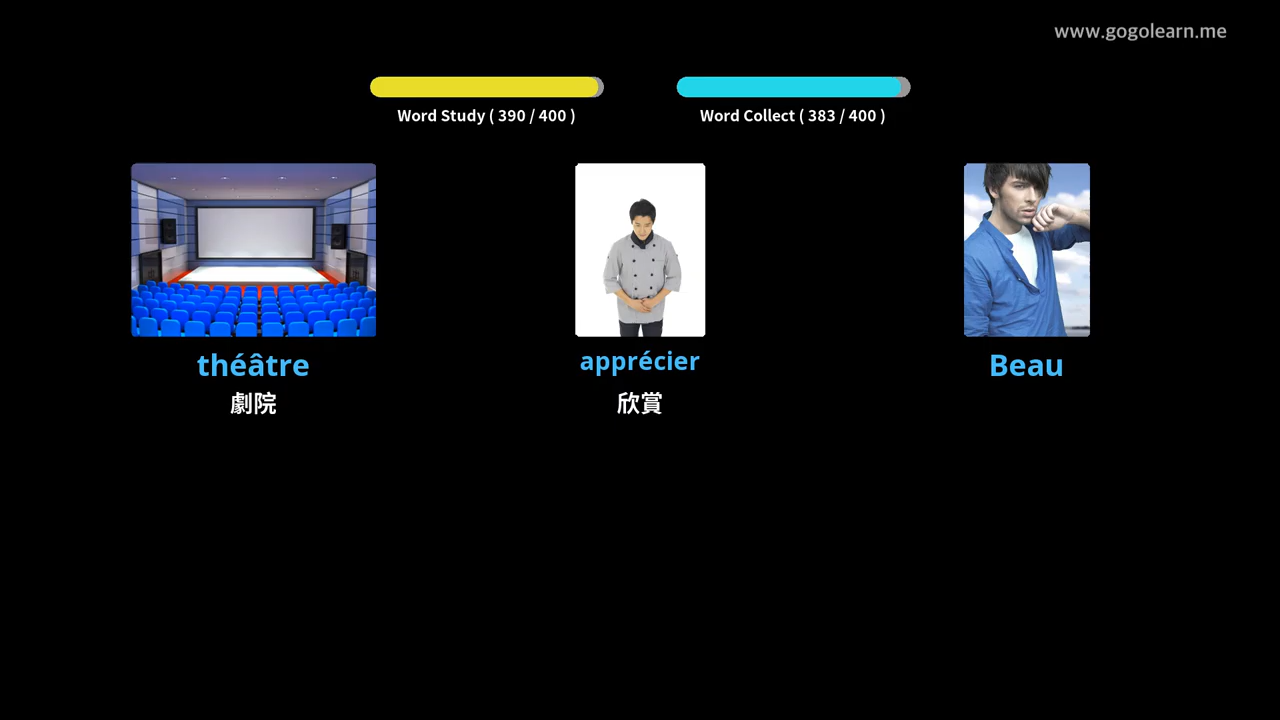 www.gogolearn.me
Word Study ( 390 / 400 )
Word Collect ( 383 / 400 )
théâtre
apprécier
Beau
劇院
欣賞